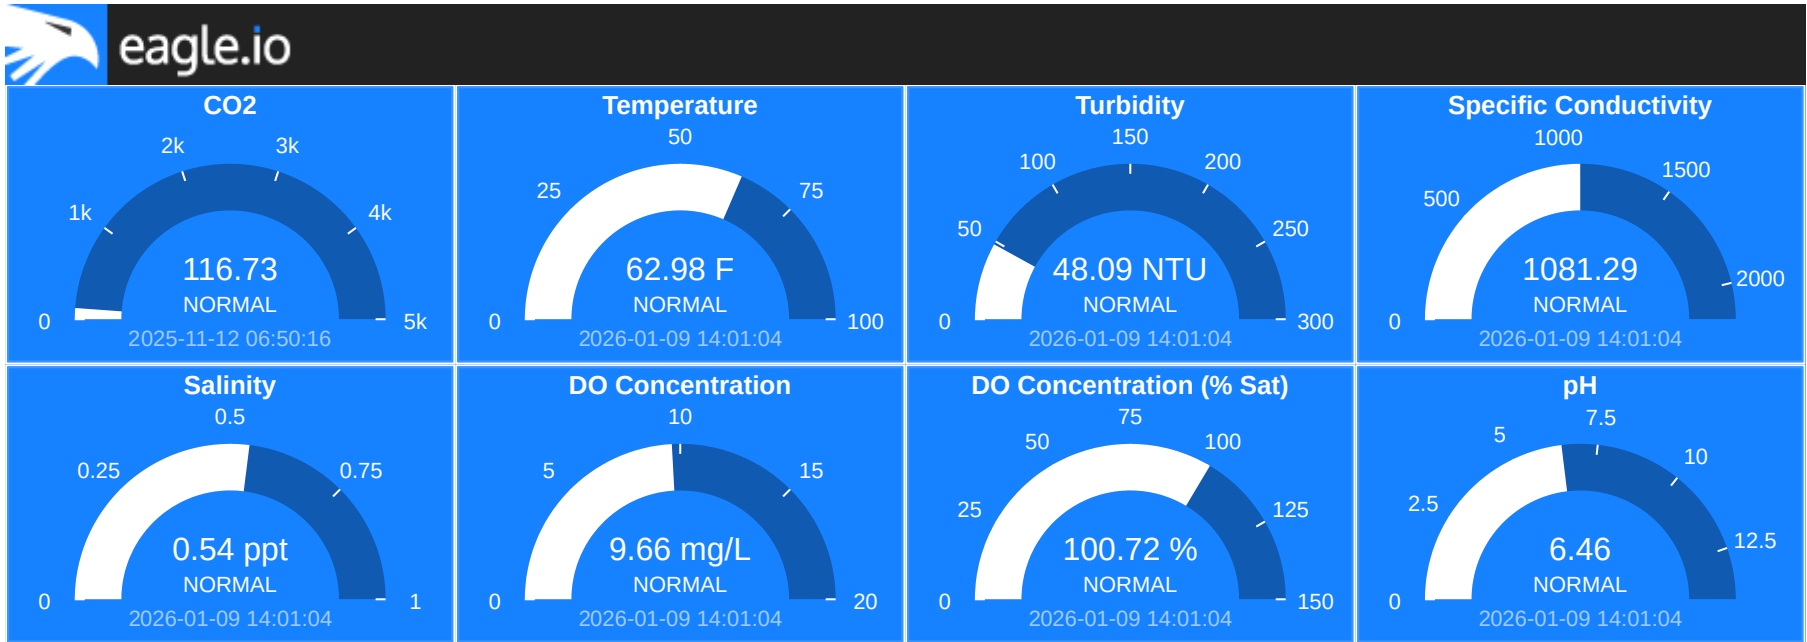 eagle.io
CO2
0
1k
2k
3k
4k
5k
116.73
NORMAL
2025-11-12 06:50:16
Temperature
0
25
50
75
100
62.98 F
NORMAL
2026-01-09 14:01:04
Turbidity
0
50
100
150
200
250
300
48.09 NTU
NORMAL
2026-01-09 14:01:04
Specific Conductivity
0
500
1000
1500
2000
1081.29
NORMAL
2026-01-09 14:01:04
Salinity
0
0.25
0.5
0.75
1
0.54 ppt
NORMAL
2026-01-09 14:01:04
DO Concentration
0
5
10
15
20
9.66 mg/L
NORMAL
2026-01-09 14:01:04
DO Concentration (% Sat)
0
25
50
75
100
125
150
100.72 %
NORMAL
2026-01-09 14:01:04
pH
0
2.5
5
7.5
10
12.5
6.46
NORMAL
2026-01-09 14:01:04